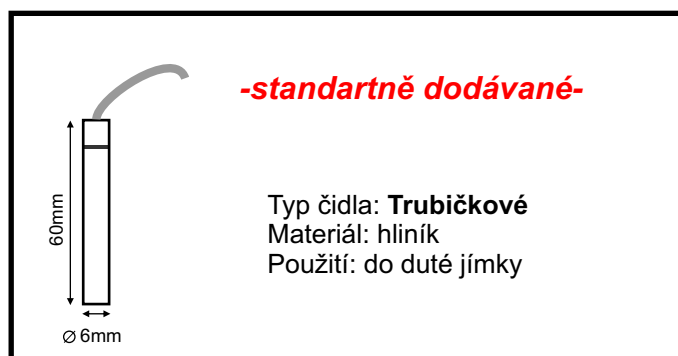 -standartně dodávané-
60mm
Typ čidla: Trubičkové
Materiál: hliník
Použití: do duté jímky
∅ 6mm